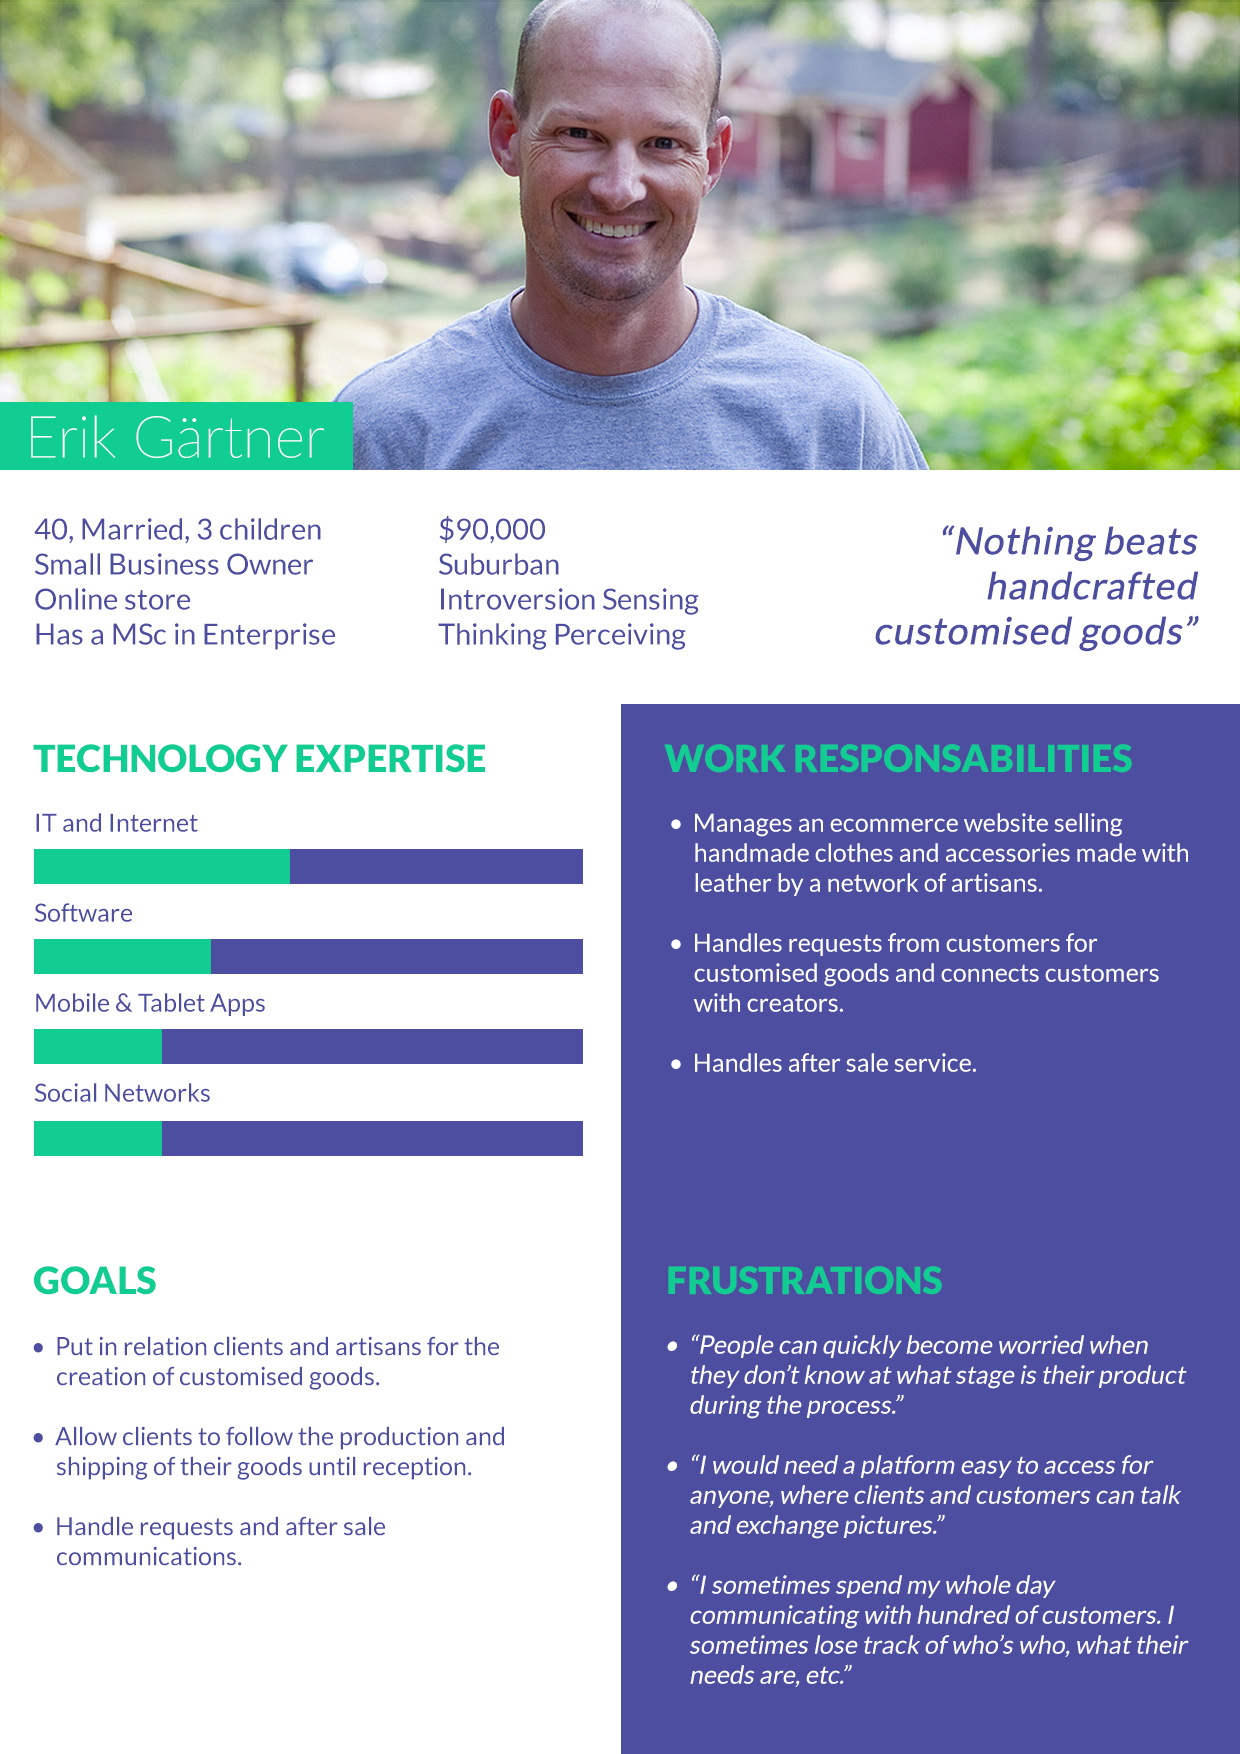 Erik Gärtner
40, Married, 3 children
Small Business Owner
Online store
Has a MSc in Enterprise
$90,000
Suburban
Introversion Sensing
Thinking Perceiving
“Nothing beats
handcrafted
customised goods”
TECHNOLOGY EXPERTISE
IT and Internet
Software
Mobile & Tablet Apps
Social Networks
WORK RESPONSABILITIES
• Manages an ecommerce website selling
handmade clothes and accessories made with
leather by a network of artisans.
• Handles requests from customers for
customised goods and connects customers
with creators.
• Handles after sale service.
GOALS
• Put in relation clients and artisans for the
creation of customised goods.
• Allow clients to follow the production and
shipping of their goods until reception.
• Handle requests and after sale
communications.
FRUSTRATIONS
• “People can quickly become worried when
they don’t know at what stage is their product
during the process.”
• “I would need a platform easy to access for
anyone, where clients and customers can talk
and exchange pictures.”
• “I sometimes spend my whole day
communicating with hundred of customers. I
sometimes lose track of who’s who, what their
needs are, etc.”